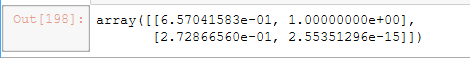 Out[198]: array([[6.57041583e-01, 1.00000000e+00],
[2.72866560e-01, 2.55351296e-15]])